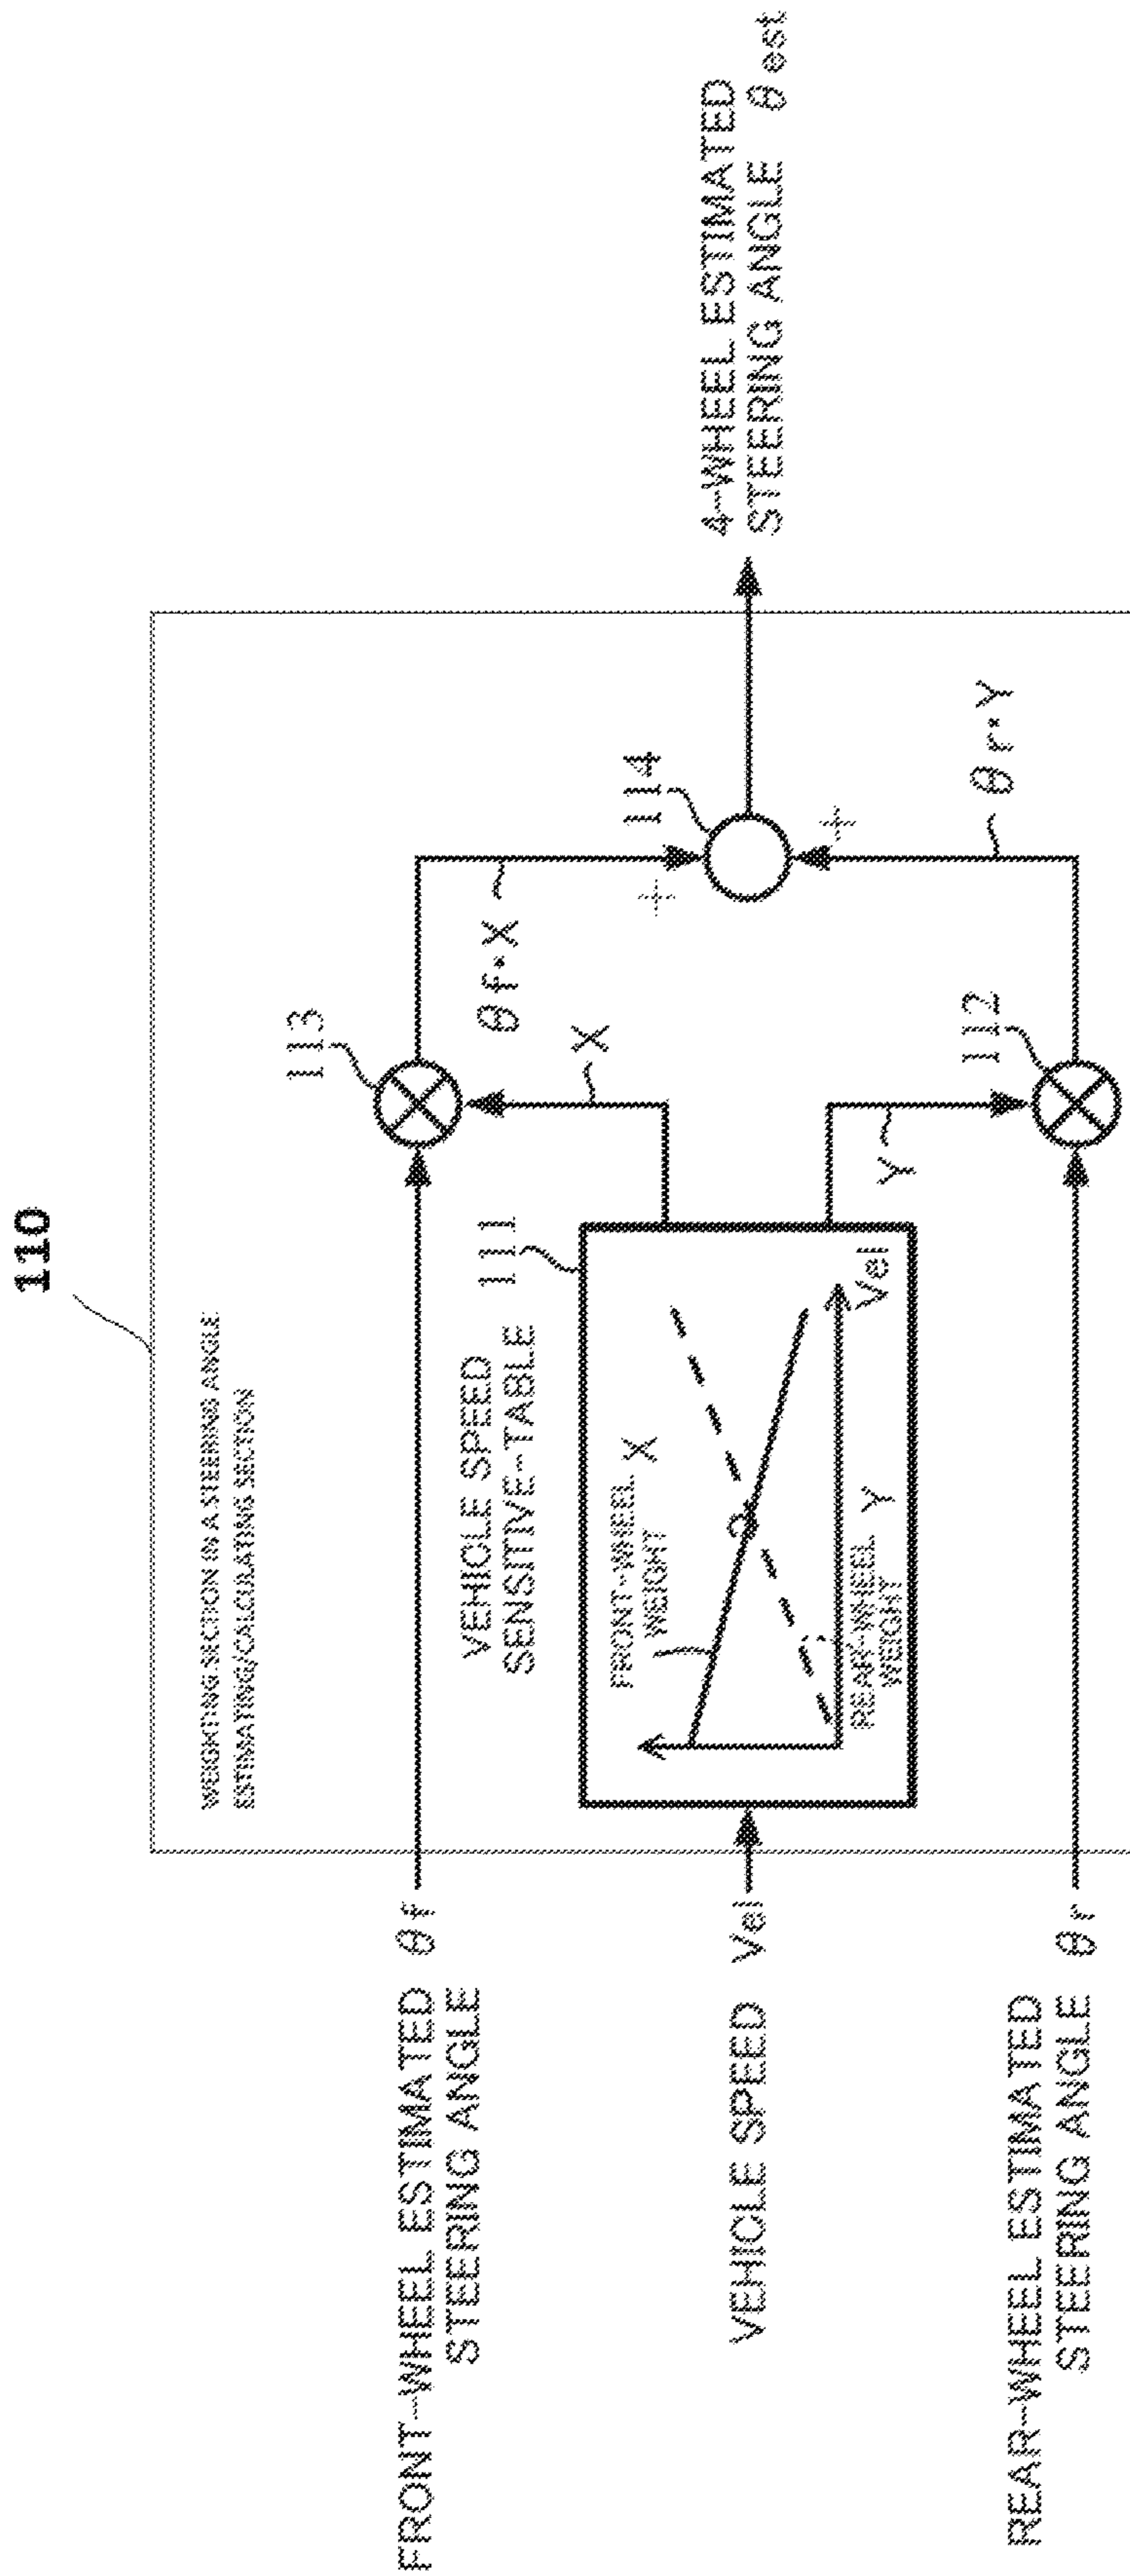 110
WEIGHTING SECTION IN A STEERING ANGLE
ESTIMATING/CALCULATING SECTION
FRONT-WHEEL ESTIMATED θf
STEERING ANGLE
113
θf·X
X
VEHICLE SPEED
SENSITIVE-TABLE
111
FRONT-WHEEL X
WEIGHT
Vel
REAR-WHEEL Y
WEIGHT
VEHICLE SPEED Vel
114
+
+
4-WHEEL ESTIMATED
STEERING ANGLE θest
Y
112
θr·Y
REAR-WHEEL ESTIMATED
STEERING ANGLE θr